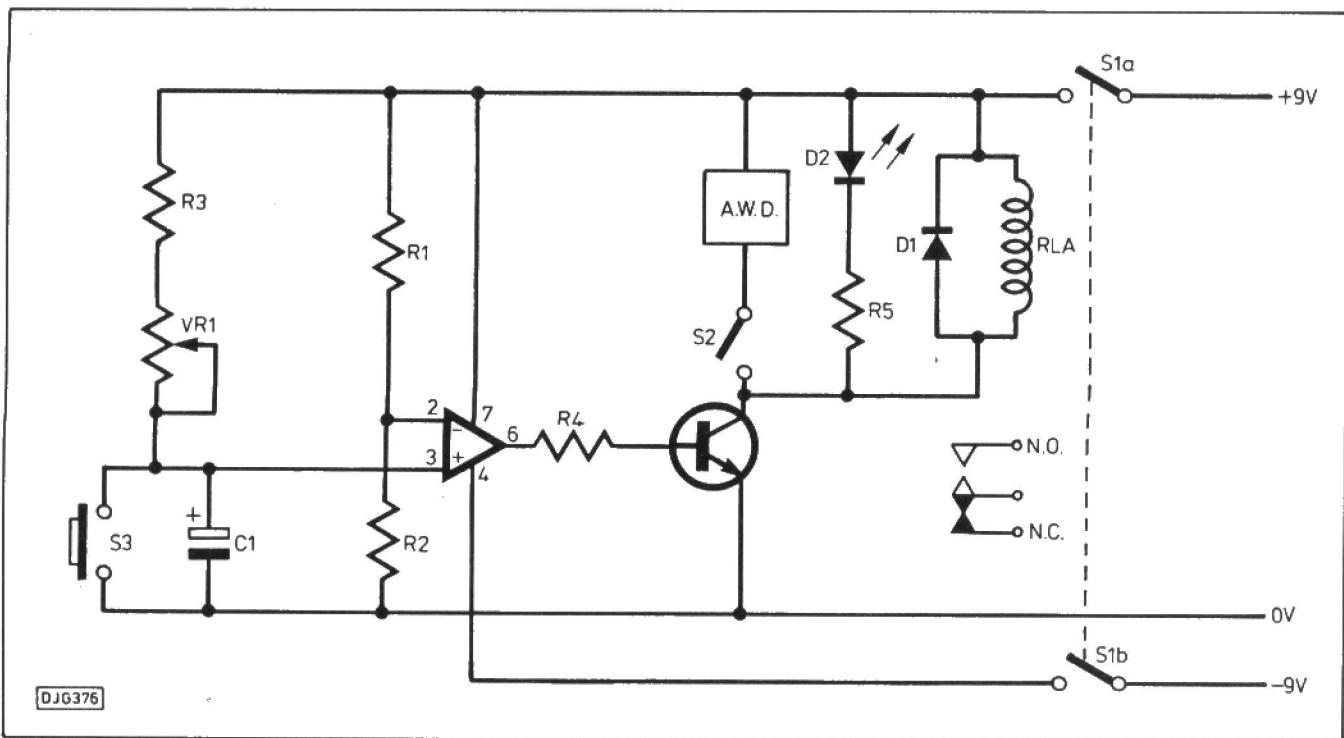 S1a
+9V
R3
D2
A.W.D.
D1
RLA
R1
VR1
S2
R5
2
7
R4
6
3
4
-
+
N.O.
N.C.
+
S3
C1
R2
0V
S1b
-9V
DJG376